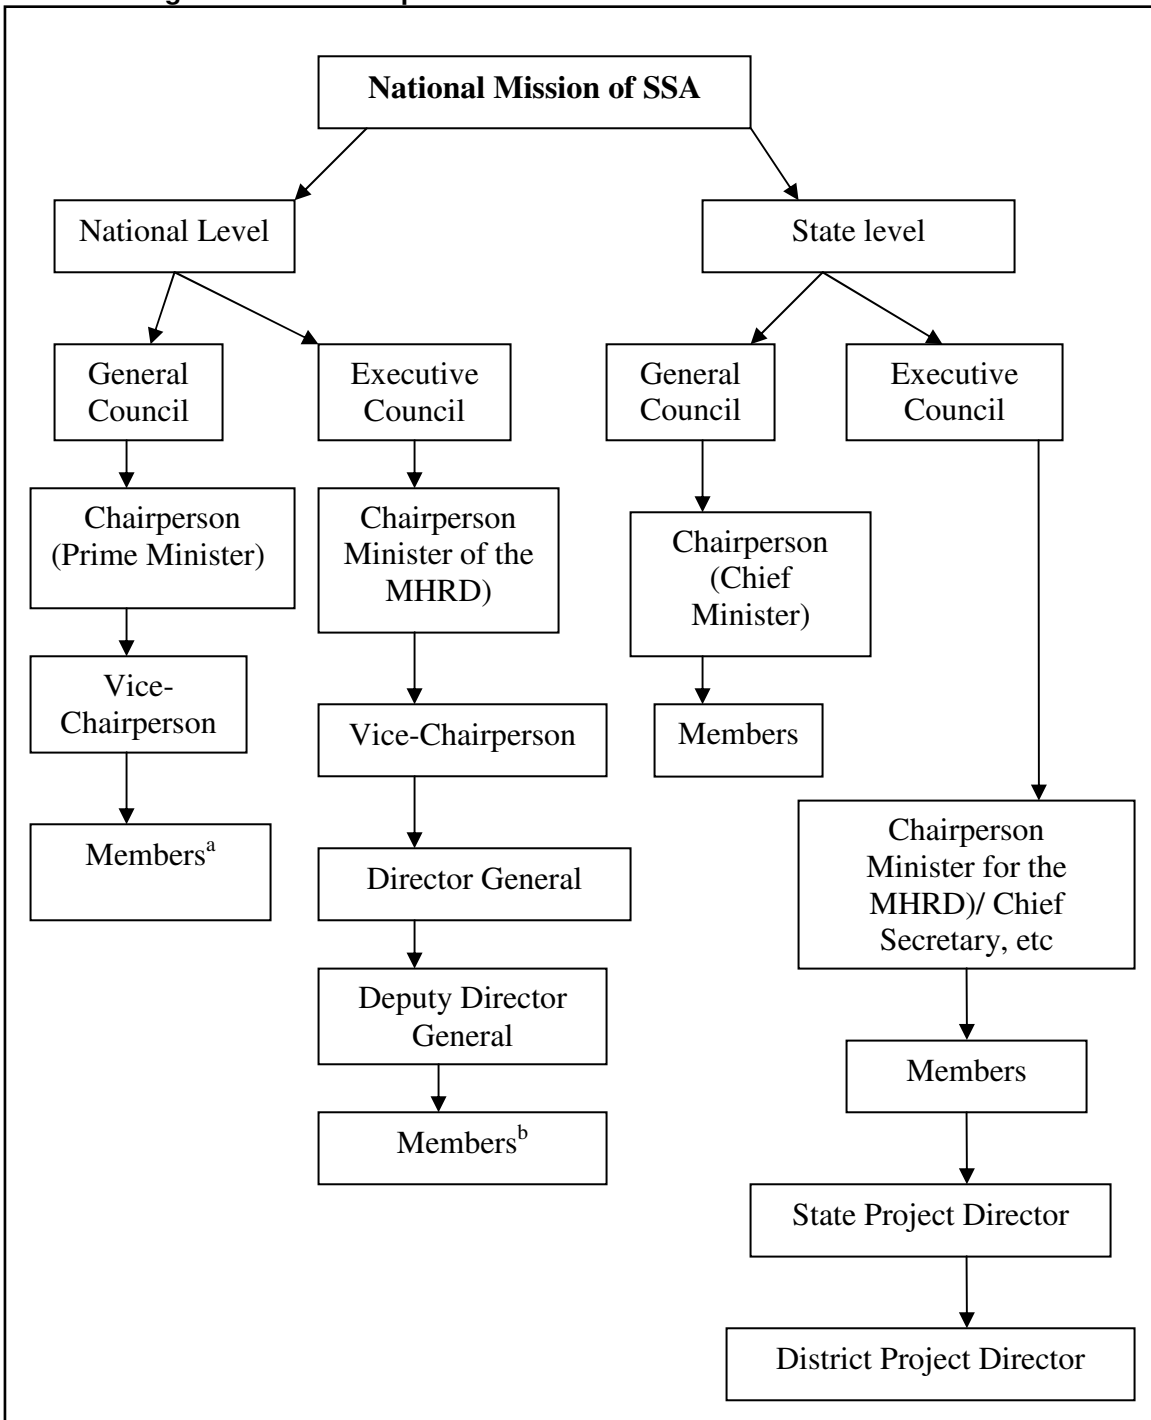 National Mission of SSA
National Level
State level
General
Council
Executive
Council
General
Council
Executive
Council
Chairperson
(Prime Minister)
Chairperson
Minister of the
MHRD)
Chairperson
(Chief
Minister)
Vice-
Chairperson
Vice-Chairperson
Members
Membersᵃ
Director General
Chairperson
Minister for the
MHRD)/ Chief
Secretary, etc
Deputy Director
General
Members
Membersᵇ
State Project Director
District Project Director